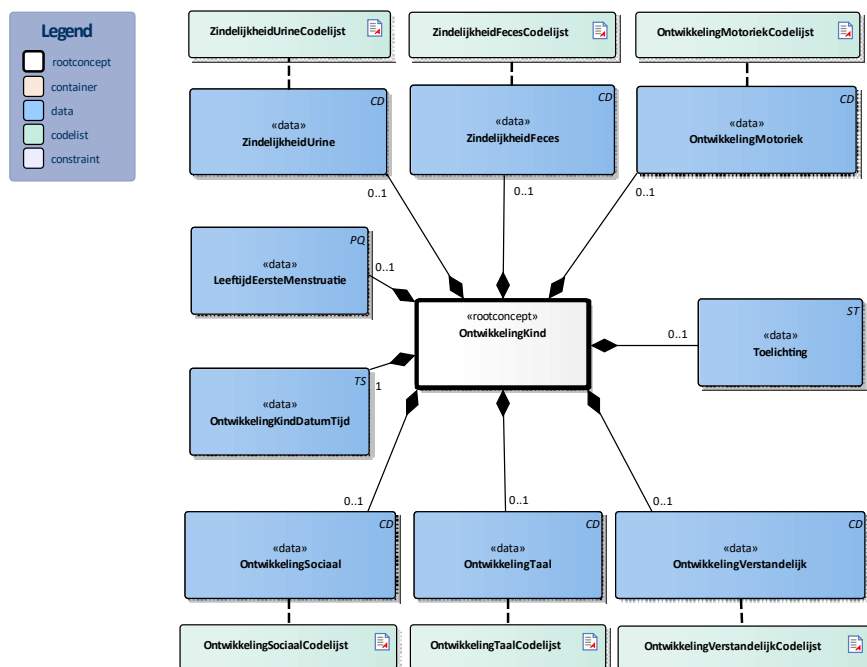 Legend
rootconcept
container
data
codelist
constraint
ZindelijkheidUrineCodelijst
ZindelijkheidFecesCodelijst
OntwikkelingMotoriekCodelijst
CD
«data»
ZindelijkheidUrine
CD
«data»
ZindelijkheidFeces
CD
«data»
OntwikkelingMotoriek
0..1
0..1
0..1
PQ
«data»
LeeftijdEersteMenstruatie
0..1
«rootconcept»
OntwikkelingKind
ST
«data»
Toelichting
0..1
TS
«data»
OntwikkelingKindDatumTijd
1
0..1
0..1
0..1
CD
«data»
OntwikkelingSociaal
CD
«data»
OntwikkelingTaal
CD
«data»
OntwikkelingVerstandelijk
OntwikkelingSociaalCodelijst
OntwikkelingTaalCodelijst
OntwikkelingVerstandelijkCodelijst